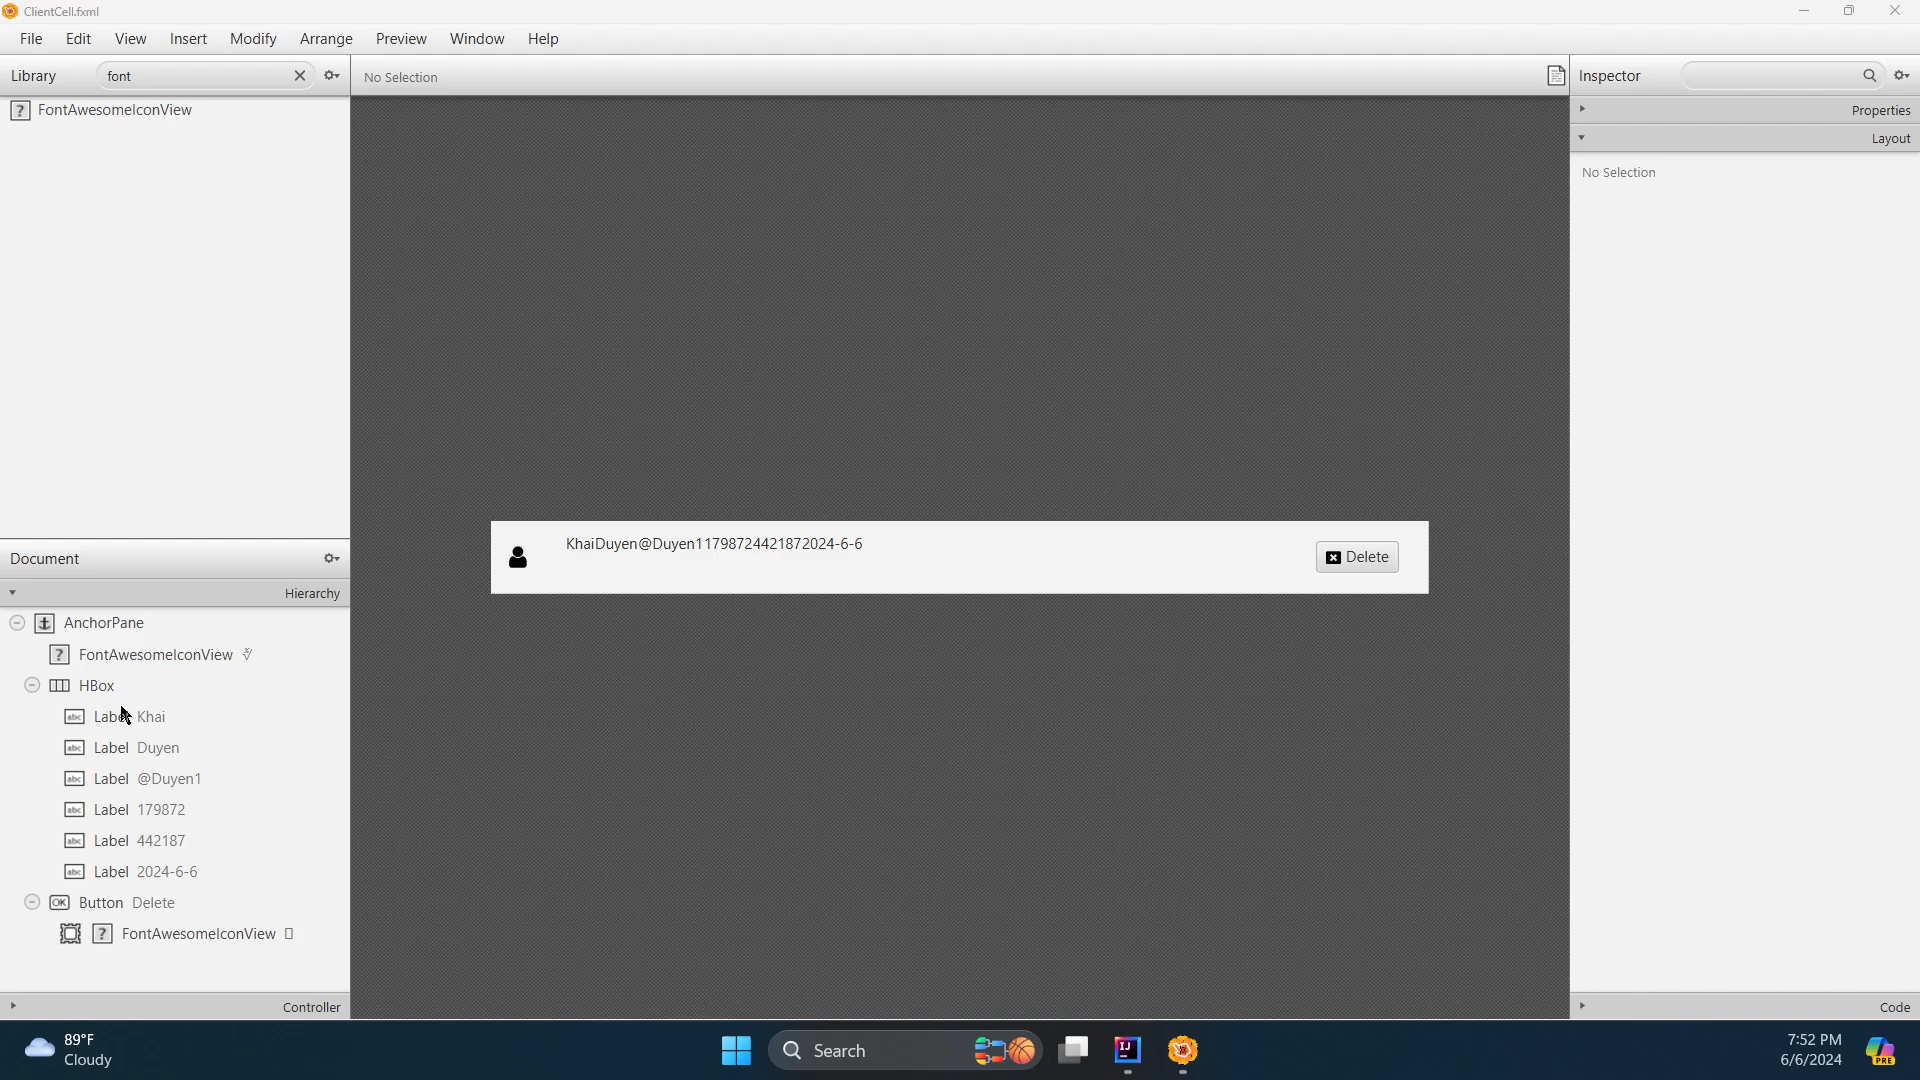 ClientCell.fxml
File Edit View Insert Modify Arrange Preview Window Help
Library font No Selection Inspector
FontAwesomeIconView
Properties
Layout
No Selection
KhaiDuyen@Duyen11798724421872024-6-6
Delete
Document
Hierarchy
AnchorPane
FontAwesomeIconView
HBox
Label Khai
Label Duyen
Label @Duyen1
Label 179872
Label 442187
Label 2024-6-6
Button Delete
FontAwesomeIconView
Controller
Code
89°F
Cloudy
Search
7:52 PM
6/6/2024
PRE